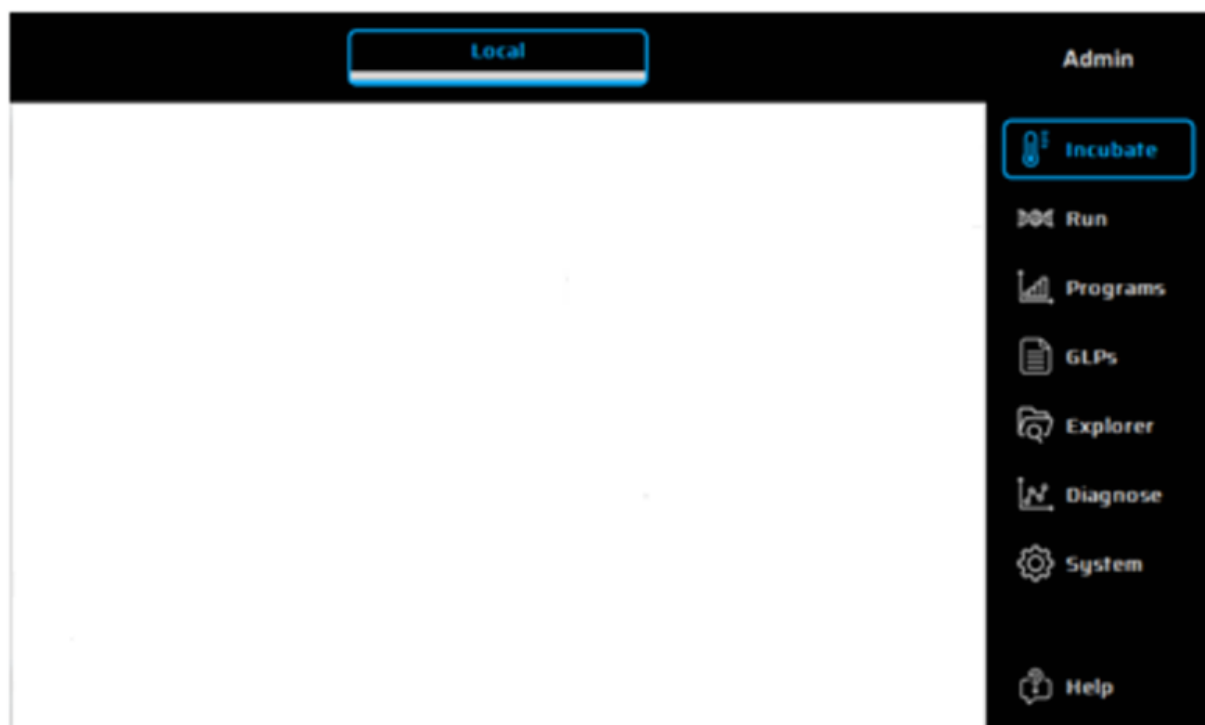 Local
Admin
Incubate
Run
Programs
GLPs
Explorer
Diagnose
System
Help